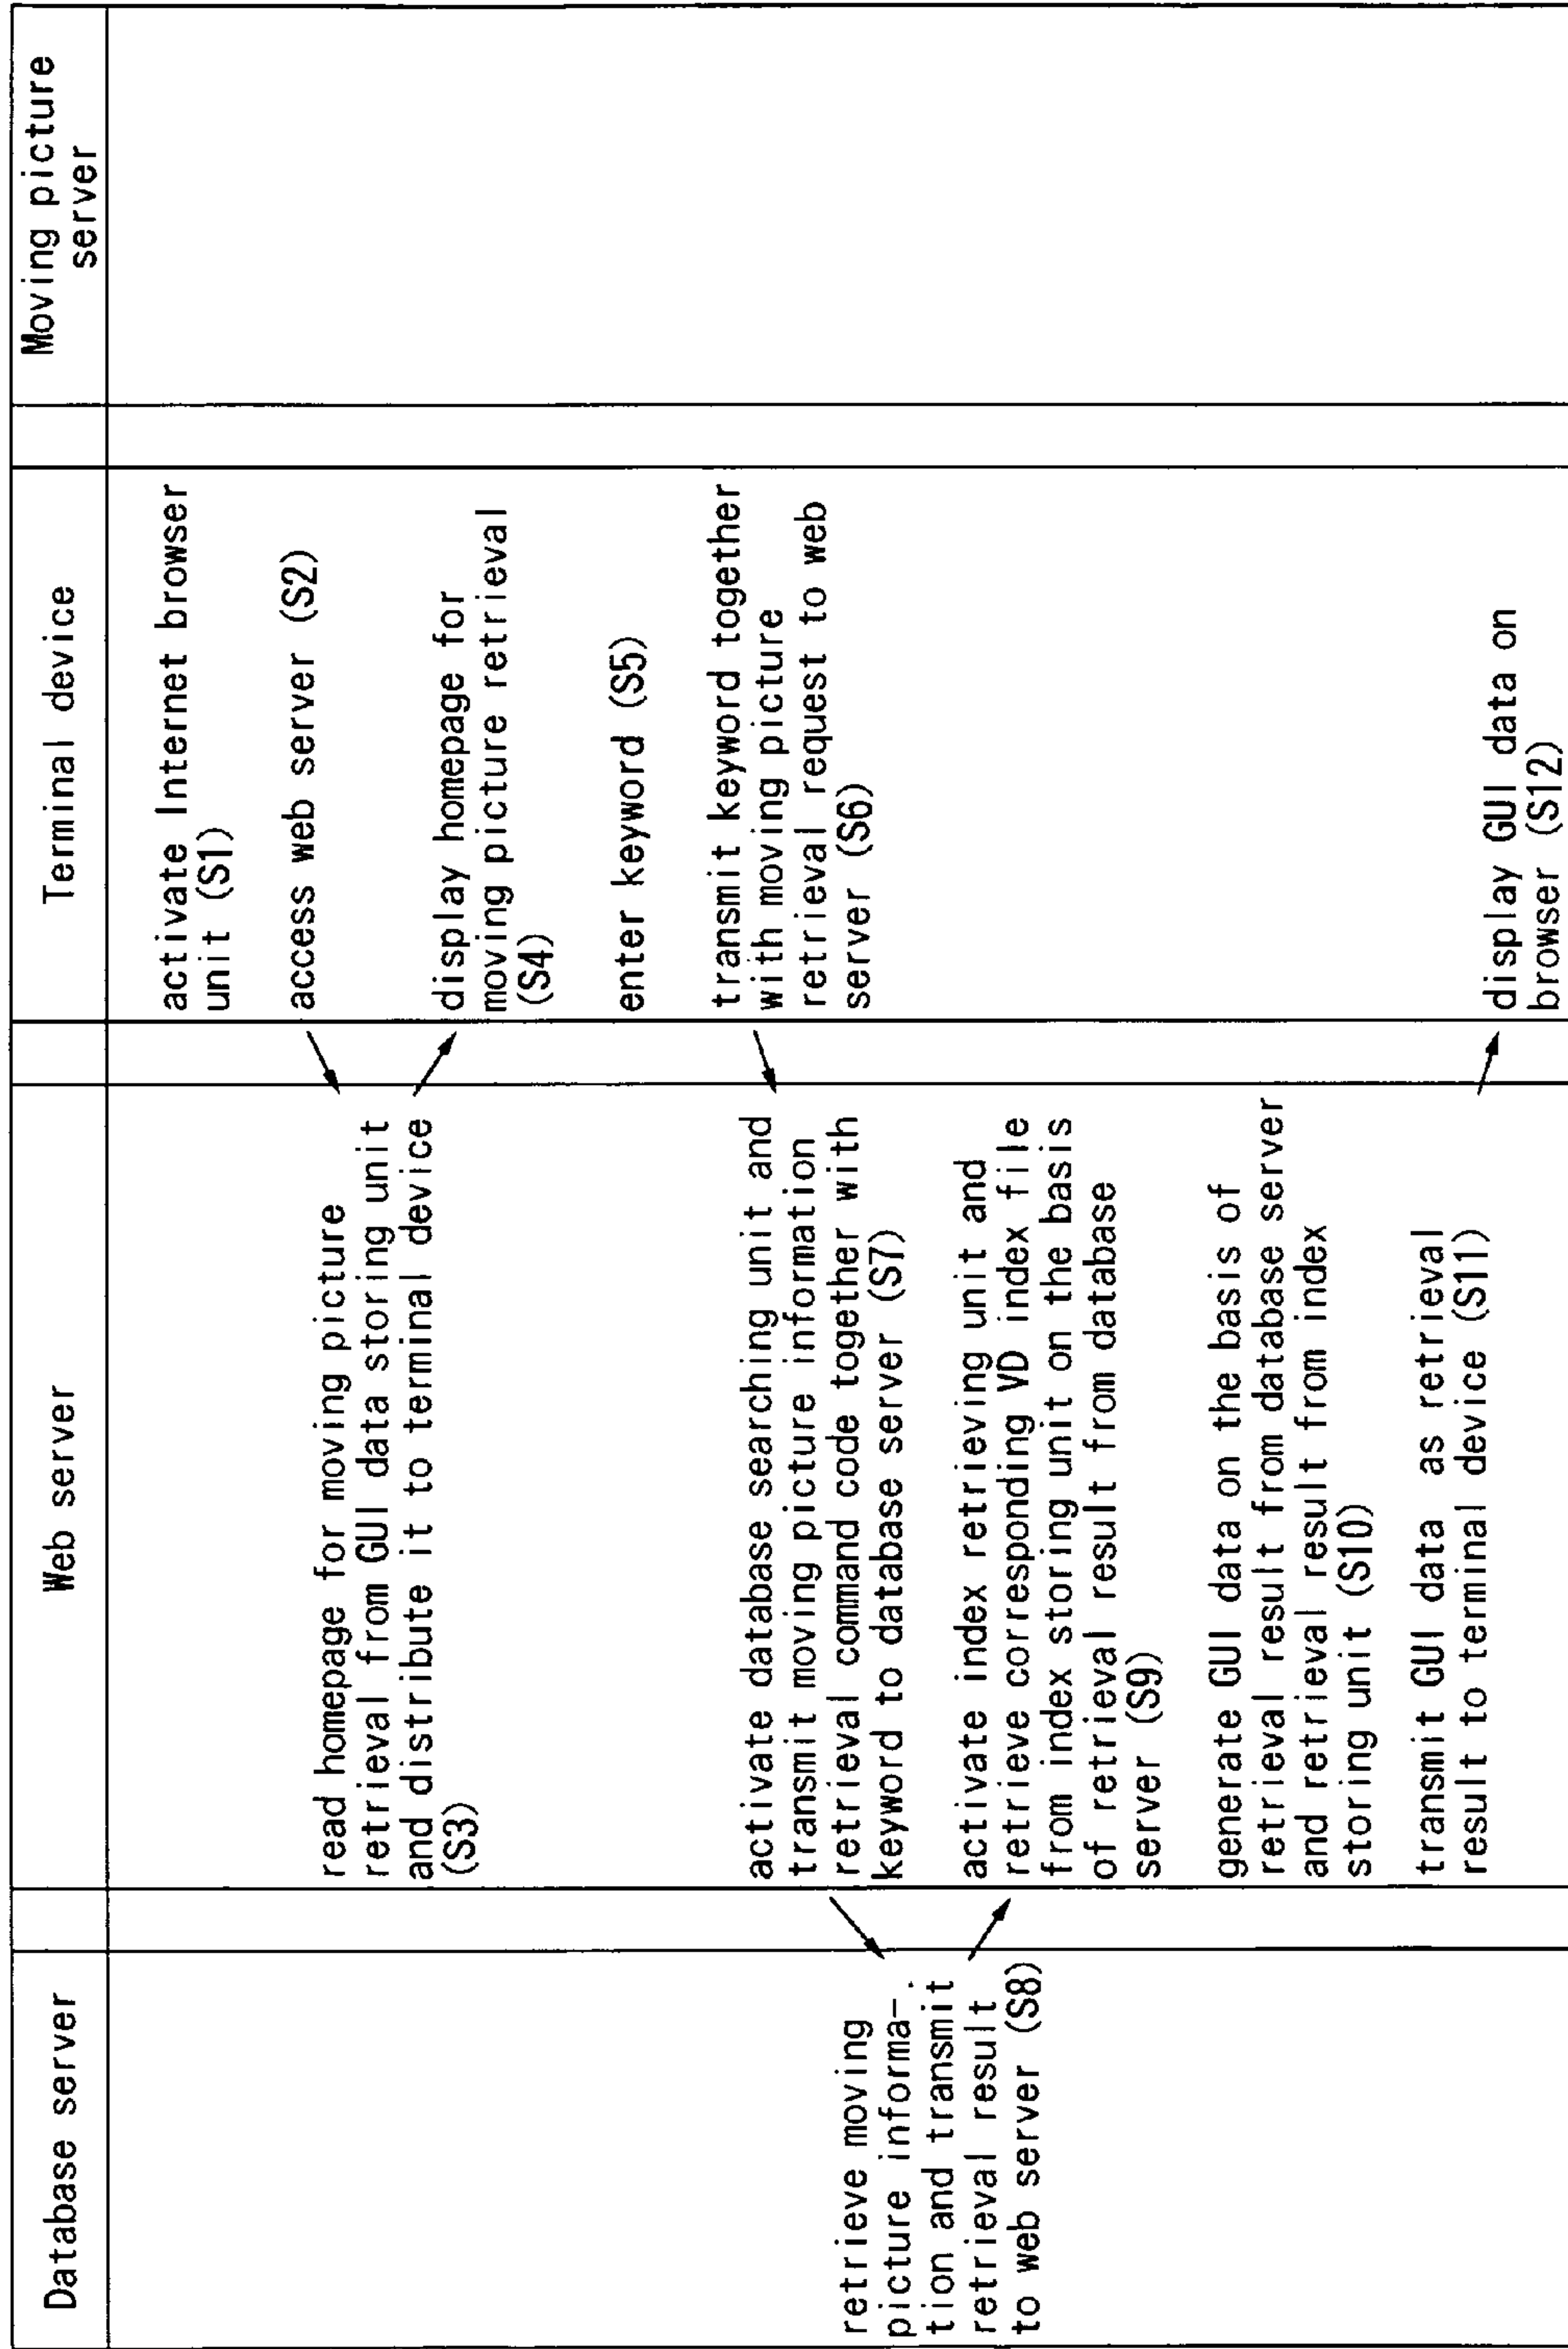 Database server
Web server
Terminal device
Moving picture
server
activate Internet browser
unit (S1)
access web server (S2)
read homepage for moving picture
retrieval from GUI data storing unit
and distribute it to terminal device
(S3)
display homepage for
moving picture retrieval
(S4)
enter keyword (S5)
transmit keyword together
with moving picture
retrieval request to web
server (S6)
activate database searching unit and
transmit moving picture information
retrieval command code together with
keyword to database server (S7)
retrieve moving
picture informa-
tion and transmit
retrieval result
to web server (S8)
activate index retrieving unit and
retrieve corresponding VD index file
from index storing unit on the basis
of retrieval result from database
server (S9)
generate GUI data on the basis of
retrieval result from database server
and retrieval result from index
storing unit (S10)
transmit GUI data as retrieval
result to terminal device (S11)
display GUI data on
browser (S12)